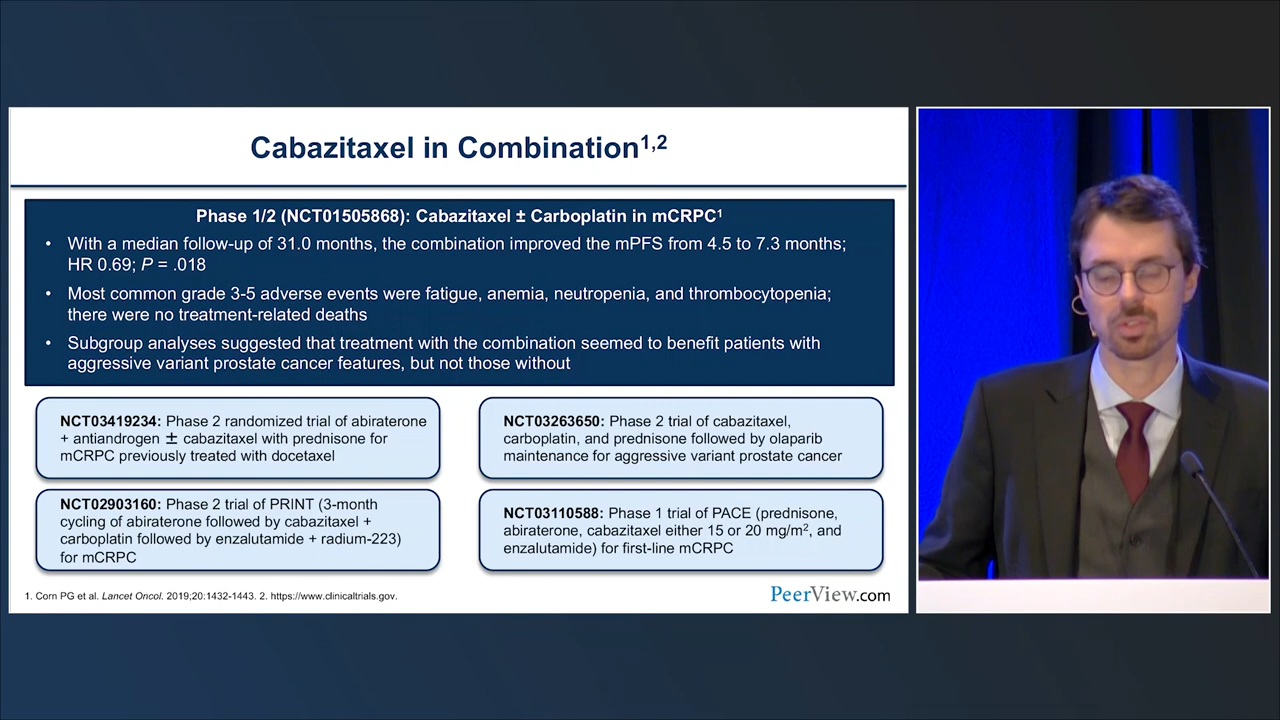 Cabazitaxel in Combination1,2
Phase 1/2 (NCT01505868): Cabazitaxel ± Carboplatin in mCRPC1
• With a median follow-up of 31.0 months, the combination improved the mPFS from 4.5 to 7.3 months;
HR 0.69; P = .018
• Most common grade 3-5 adverse events were fatigue, anemia, neutropenia, and thrombocytopenia;
there were no treatment-related deaths
• Subgroup analyses suggested that treatment with the combination seemed to benefit patients with
aggressive variant prostate cancer features, but not those without
NCT03419234: Phase 2 randomized trial of abiraterone
+ antiandrogen ± cabazitaxel with prednisone for
mCRPC previously treated with docetaxel
NCT03263650: Phase 2 trial of cabazitaxel,
carboplatin, and prednisone followed by olaparib
maintenance for aggressive variant prostate cancer
NCT02903160: Phase 2 trial of PRINT (3-month
cycling of abiraterone followed by cabazitaxel +
carboplatin followed by enzalutamide + radium-223)
for mCRPC
NCT03110588: Phase 1 trial of PACE (prednisone,
abiraterone, cabazitaxel either 15 or 20 mg/m2, and
enzalutamide) for first-line mCRPC
1. Corn PG et al. Lancet Oncol. 2019;20:1432-1443. 2. https://www.clinicaltrials.gov.
PeerView.com